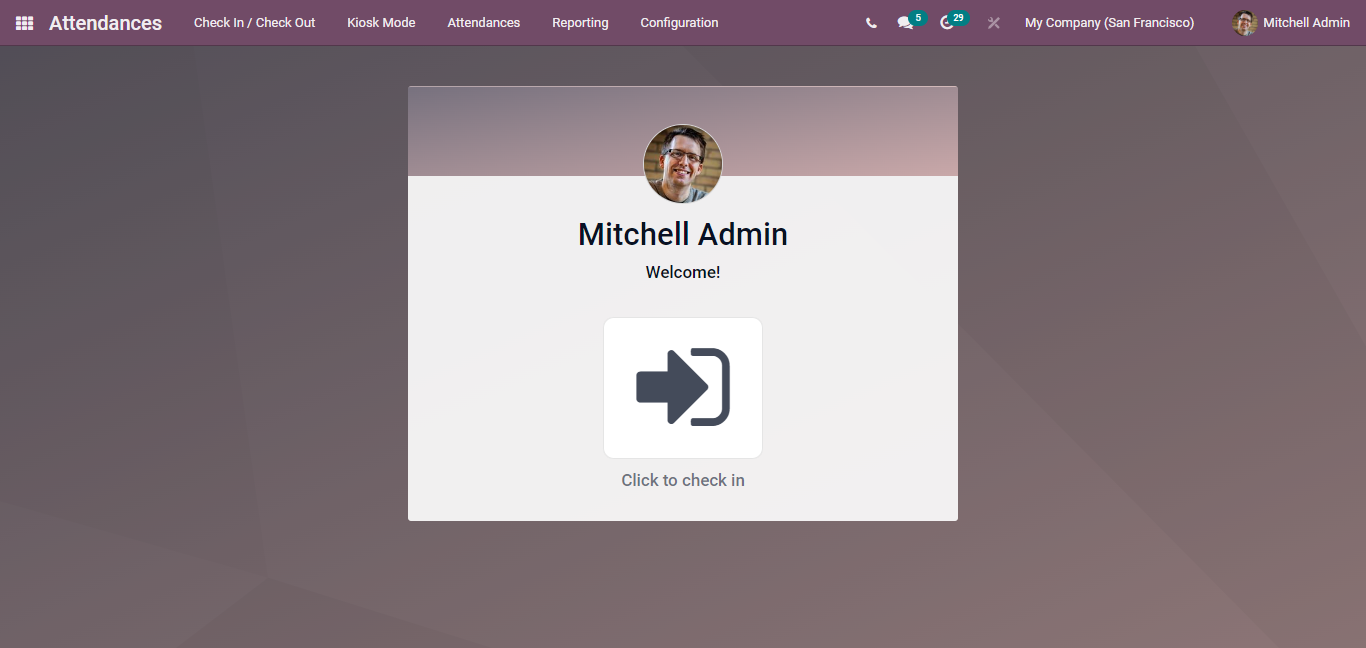 Attendances Check In / Check Out Kiosk Mode Attendances Reporting Configuration 5 29 My Company (San Francisco) Mitchell Admin
Mitchell Admin
Welcome!
Click to check in